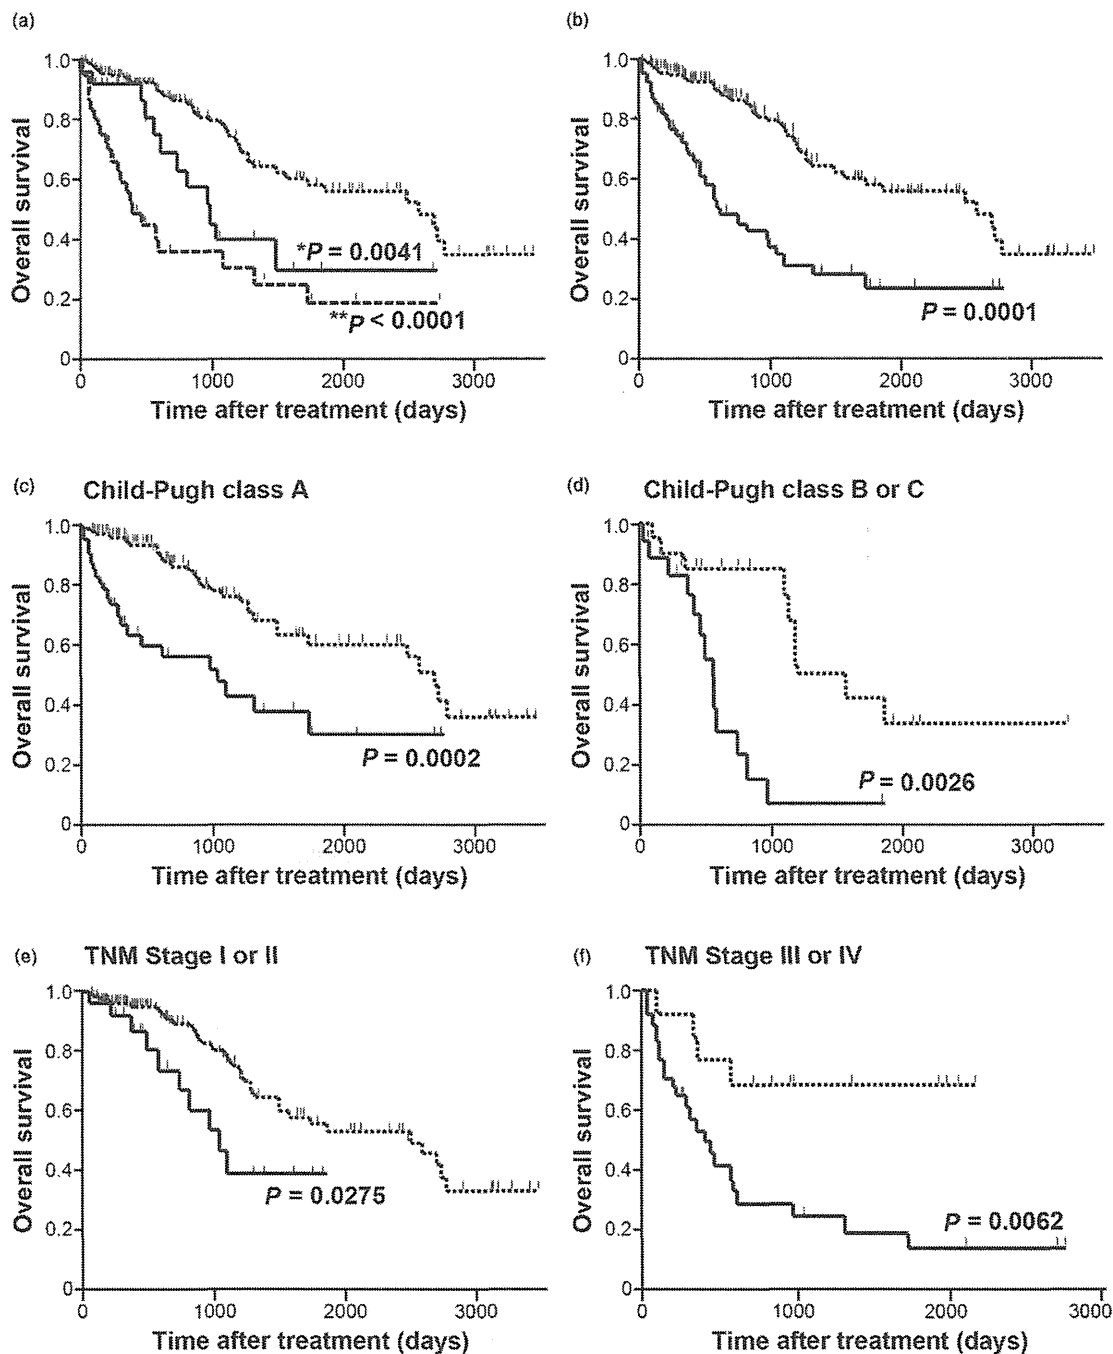 (a)
Overall survival
1.0
0.8
0.6
0.4
0.2
0
*P = 0.0041
**P < 0.0001
0 1000 2000 3000
Time after treatment (days)
(b)
Overall survival
1.0
0.8
0.6
0.4
0.2
0
P = 0.0001
0 1000 2000 3000
Time after treatment (days)
(c) Child-Pugh class A
Overall survival
1.0
0.8
0.6
0.4
0.2
0
P = 0.0002
0 1000 2000 3000
Time after treatment (days)
(d) Child-Pugh class B or C
Overall survival
1.0
0.8
0.6
0.4
0.2
0
P = 0.0026
0 1000 2000 3000
Time after treatment (days)
(e) TNM Stage I or II
Overall survival
1.0
0.8
0.6
0.4
0.2
0
P = 0.0275
0 1000 2000 3000
Time after treatment (days)
(f) TNM Stage III or IV
Overall survival
1.0
0.8
0.6
0.4
0.2
0
P = 0.0062
0 1000 2000 3000
Time after treatment (days)